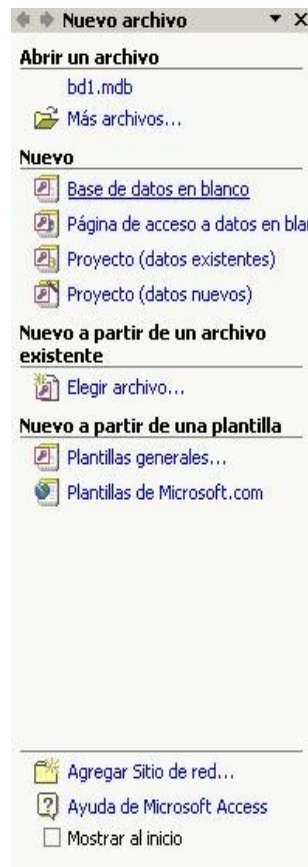 Nuevo archivo
Abrir un archivo
bd1.mdb
Más archivos...
Nuevo
Base de datos en blanco
Página de acceso a datos en blan
Proyecto (datos existentes)
Proyecto (datos nuevos)
Nuevo a partir de un archivo
existente
Elegir archivo...
Nuevo a partir de una plantilla
Plantillas generales...
Plantillas de Microsoft.com
Agregar Sitio de red...
Ayuda de Microsoft Access
Mostrar al inicio